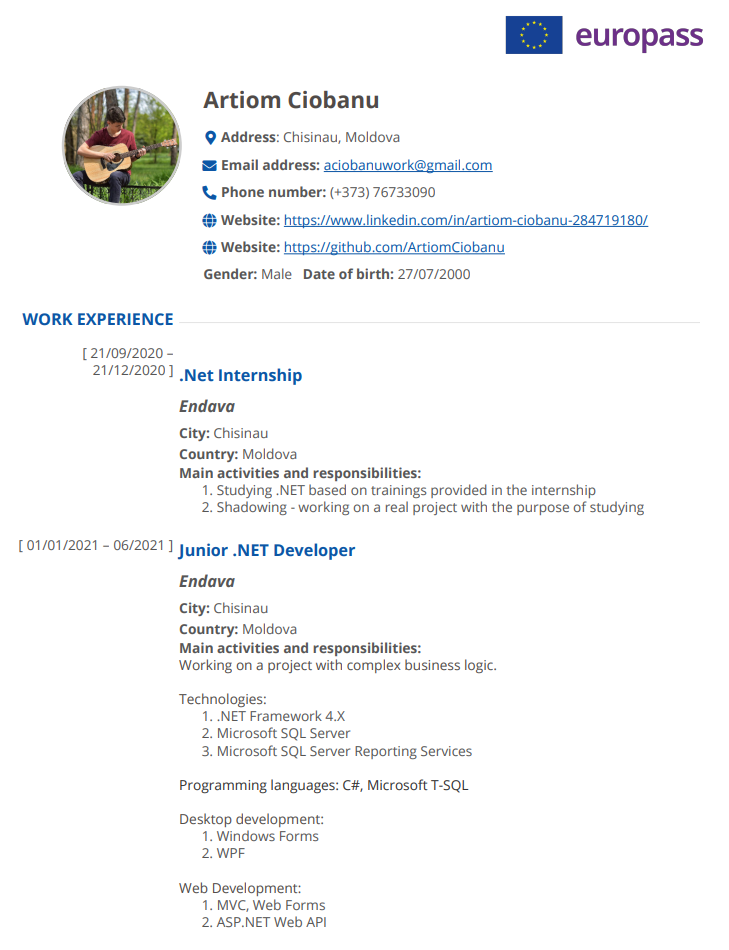 europass
Artiom Ciobanu
Address: Chisinau, Moldova
Email address: aciobanuwork@gmail.com
Phone number: (+373) 76733090
Website: https://www.linkedin.com/in/artiom-ciobanu-284719180/
Website: https://github.com/ArtiomCiobanu
Gender: Male Date of birth: 27/07/2000
WORK EXPERIENCE
[ 21/09/2020 –
21/12/2020 ]
.Net Internship
Endava
City: Chisinau
Country: Moldova
Main activities and responsibilities:
1. Studying .NET based on trainings provided in the internship
2. Shadowing - working on a real project with the purpose of studying
[ 01/01/2021 – 06/2021 ]
Junior .NET Developer
Endava
City: Chisinau
Country: Moldova
Main activities and responsibilities:
Working on a project with complex business logic.
Technologies:
1. .NET Framework 4.X
2. Microsoft SQL Server
3. Microsoft SQL Server Reporting Services
Programming languages: C#, Microsoft T-SQL
Desktop development:
1. Windows Forms
2. WPF
Web Development:
1. MVC, Web Forms
2. ASP.NET Web API